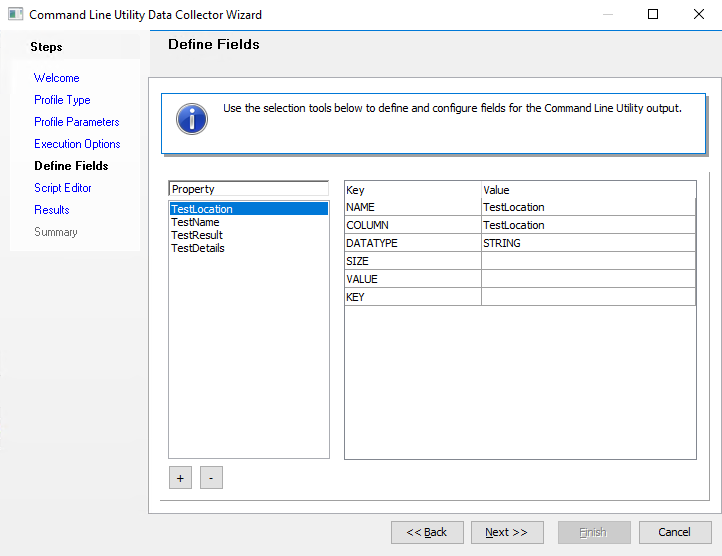 Command Line Utility Data Collector Wizard
Steps
Define Fields
Welcome
Profile Type
Profile Parameters
Execution Options
Define Fields
Script Editor
Results
Summary
Use the selection tools below to define and configure fields for the Command Line Utility output.
Property
TestLocation
TestName
TestResult
TestDetails
Key Value
NAME TestLocation
COLUMN TestLocation
DATATYPE STRING
SIZE
VALUE
KEY
+ -
<< Back Next >> Finish Cancel